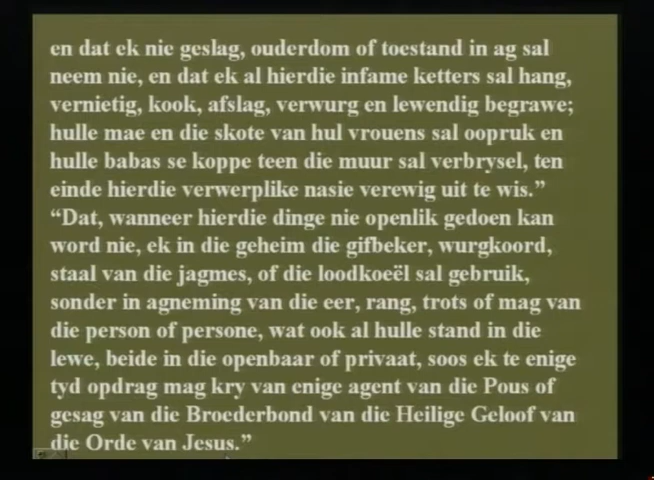 en dat ek nie geslag, ouderdom of toestand in ag sal
neem nie, en dat ek al hierdie infame ketters sal hang,
vernietig, kook, afslag, verwurg en lewendig begrawe;
hulle mae en die skote van hul vrouens sal oopruk en
hulle babas se koppe teen die muur sal verbrysel, ten
einde hierdie verwerplike nasie verewig uit te wis.”
“Dat, wanneer hierdie dinge nie openlik gedoen kan
word nie, ek in die geheim die gifbeker, wurgkoord,
staal van die jagmes, of die loodkoeël sal gebruik,
sonder in agneming van die eer, rang, trots of mag van
die person of persone, wat ook al hulle stand in die
lewe, beide in die openbaar of privaat, soos ek te enige
tyd opdrag mag kry van enige agent van die Pous of
gesag van die Broederbond van die Heilige Geloof van
die Orde van Jesus.”